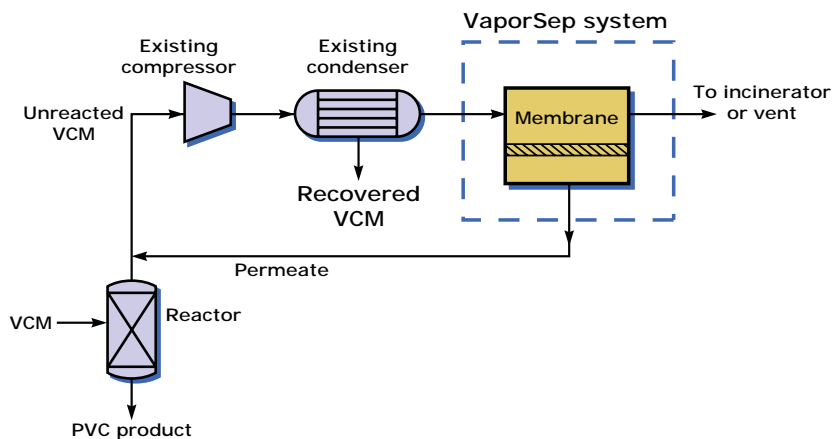 VaporSep system
Existing
compressor
Existing
condenser
Unreacted
VCM
Membrane
To incinerator
or vent
Recovered
VCM
Permeate
VCM
Reactor
PVC product